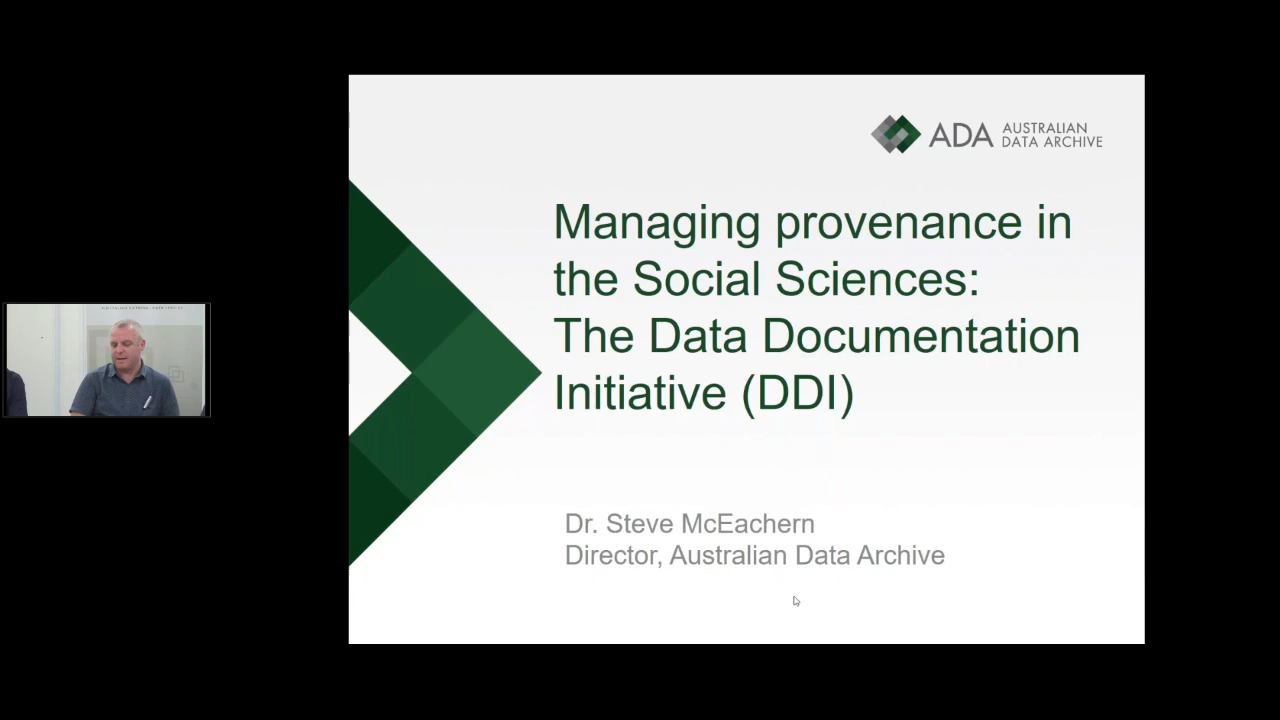 ADA AUSTRALIAN
DATA ARCHIVE
Managing provenance in
the Social Sciences:
The Data Documentation
Initiative (DDI)
Dr. Steve McEachern
Director, Australian Data Archive